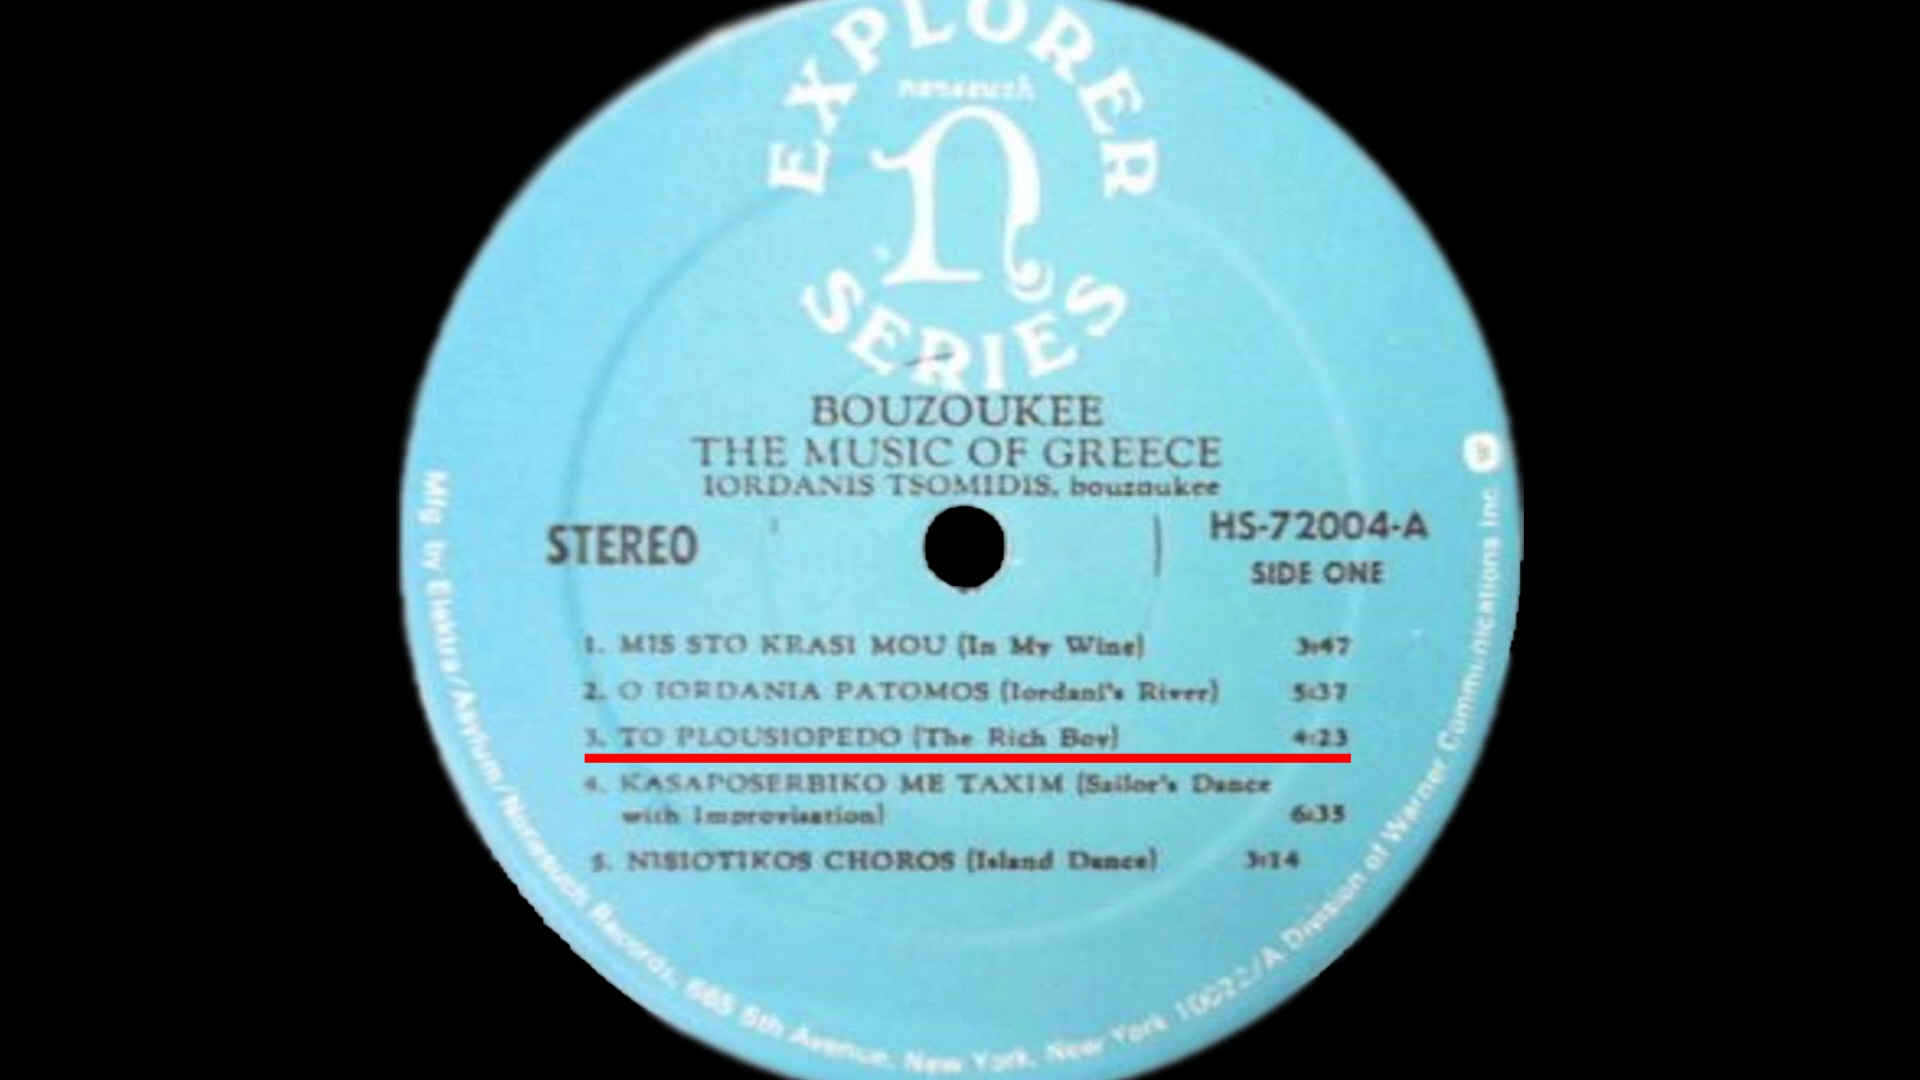 EXPLORER
nonesuch
n
SERIES
BOUZOUKEE
THE MUSIC OF GREECE
IORDANIS TSOMIDIS, bouzoukee
STEREO
HS-72004-A
SIDE ONE
1. MIS STO KRASI MOU (In My Wine) 3:47
2. O IORDANIA PATOMOS (Iordani's River) 5:37
3. TO PLOUSIOPEDO (The Rich Boy) 4:23
4. KASAPOSERBIKO ME TAXIM (Sailor's Dance
with Improvisation) 6:35
5. NISIOTIKOS CHOROS (Island Dance) 3:14
Mfg by Elektra/Asylum/Nonesuch Records, 665 5th Avenue, New York, New York 10022/A Division of Warner Communications Inc